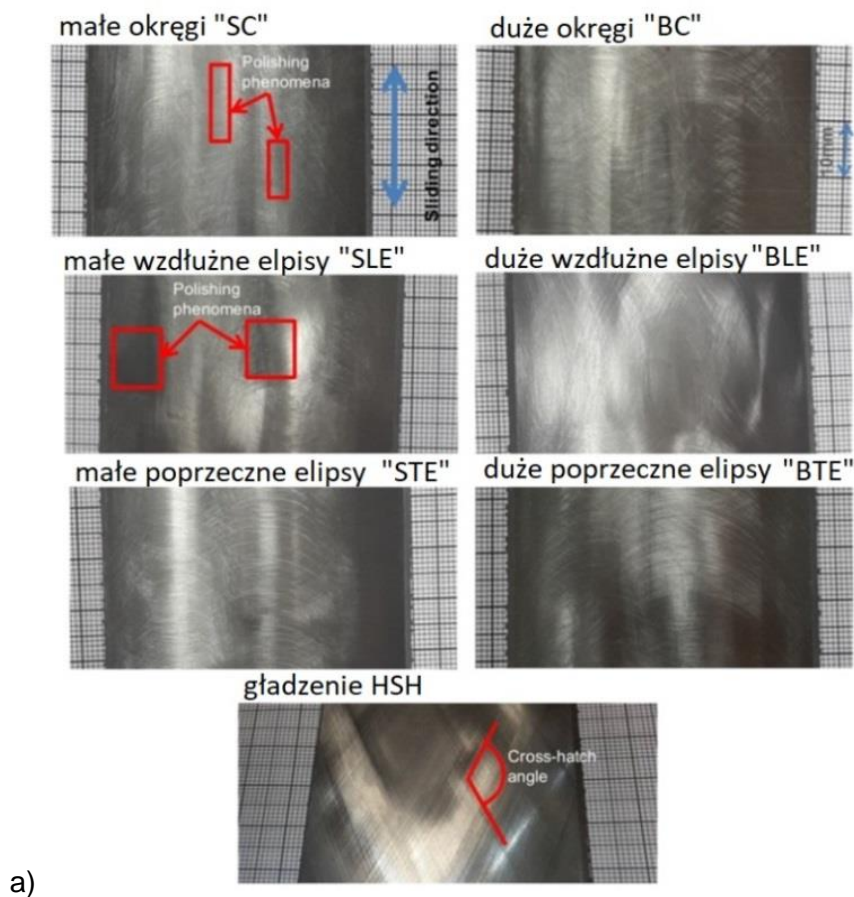 małe okręgi "SC"
duże okręgi "BC"
Polishing
phenomena
Sliding direction
10mm
małe wzdłużne elpisy "SLE"
duże wzdłużne elpisy "BLE"
Polishing
phenomena
małe poprzeczne elipsy "STE"
duże poprzeczne elipsy "BTE"
gładzenie HSH
Cross-hatch
angle
a)